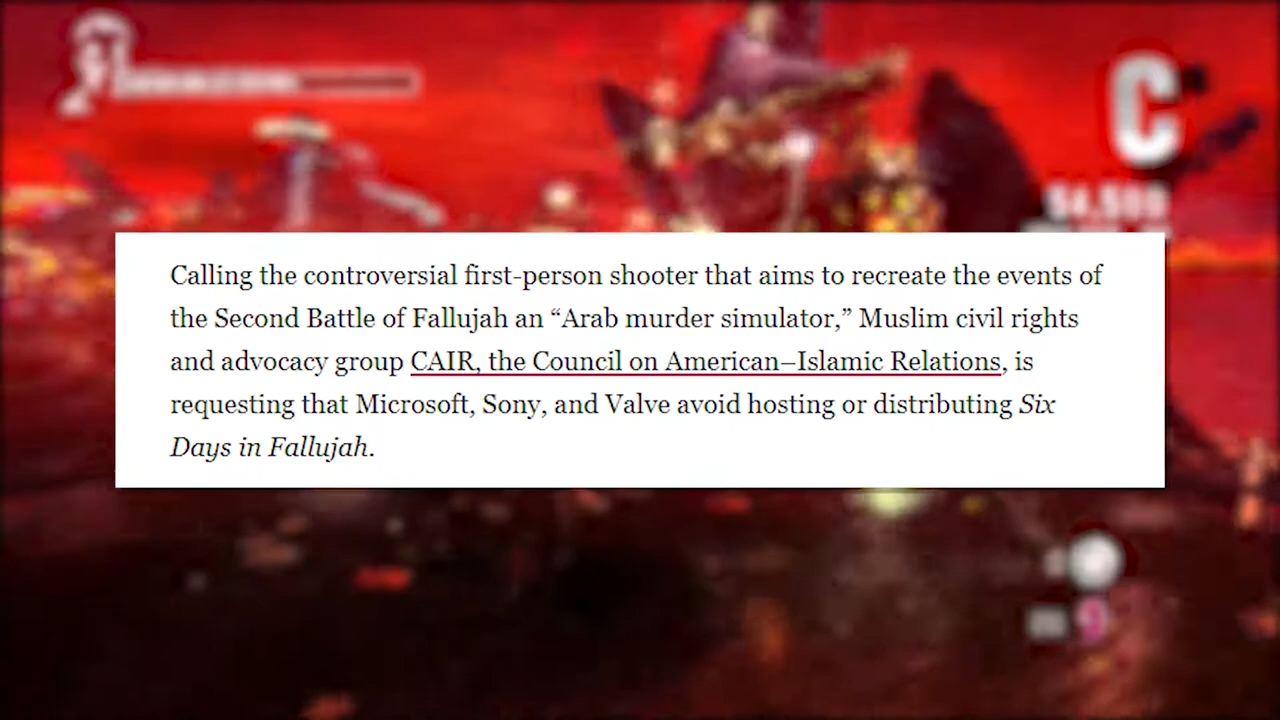 C
54,500
Calling the controversial first-person shooter that aims to recreate the events of
the Second Battle of Fallujah an “Arab murder simulator,” Muslim civil rights
and advocacy group CAIR, the Council on American–Islamic Relations, is
requesting that Microsoft, Sony, and Valve avoid hosting or distributing Six
Days in Fallujah.